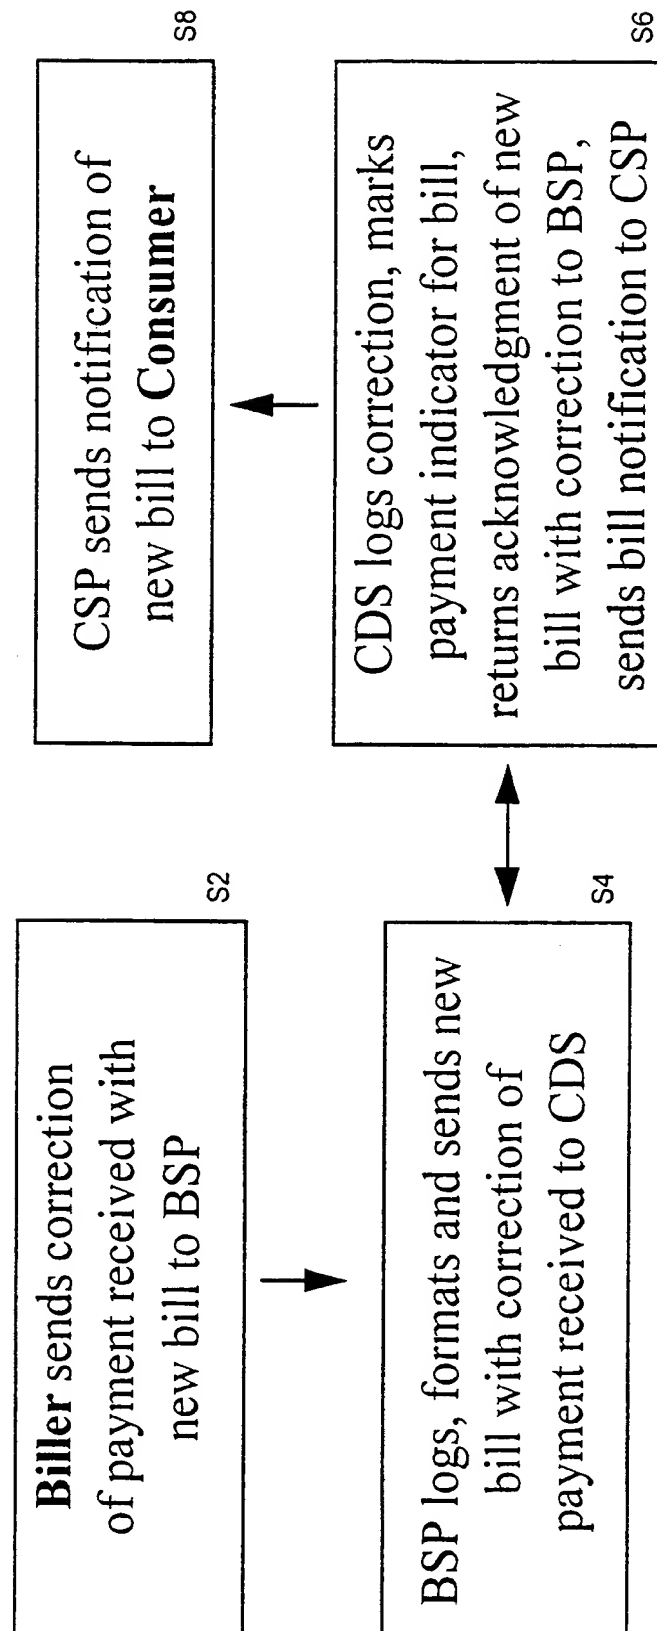 Biller sends correction
of payment received with
new bill to BSP
S2
BSP logs, formats and sends new
bill with correction of
payment received to CDS
S4
CDS logs correction, marks
payment indicator for bill,
returns acknowledgment of new
bill with correction to BSP,
sends bill notification to CSP
S6
CSP sends notification of
new bill to Consumer
S8